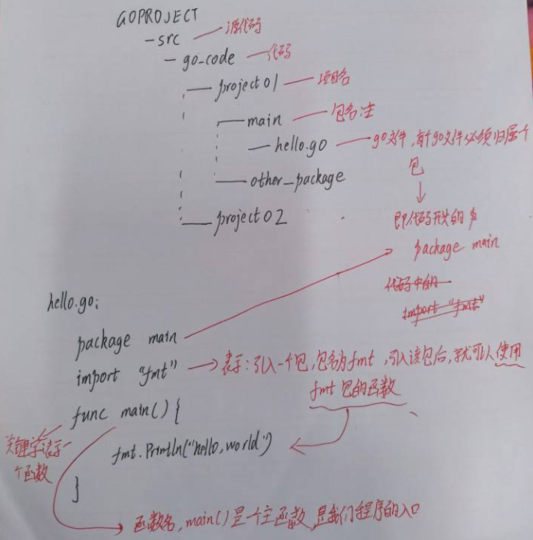 GOPROJECT
-src 源代码
-go-code 代码
project01 项目名
main 包名:注
hello.go go文件,每个go文件必须归属个
包
other_package
即代码开头的
project02
package main
代码中的
import "fmt"
hello.go:
package main
import "fmt" 表示:引入一个包,包名为fmt,引入该包后,就可以使用
fmt包的函数
func main() {
关键字,表示一
个函数
fmt.Println("hello,world")
}
函数名,main()是一个主函数,是我们程序的入口